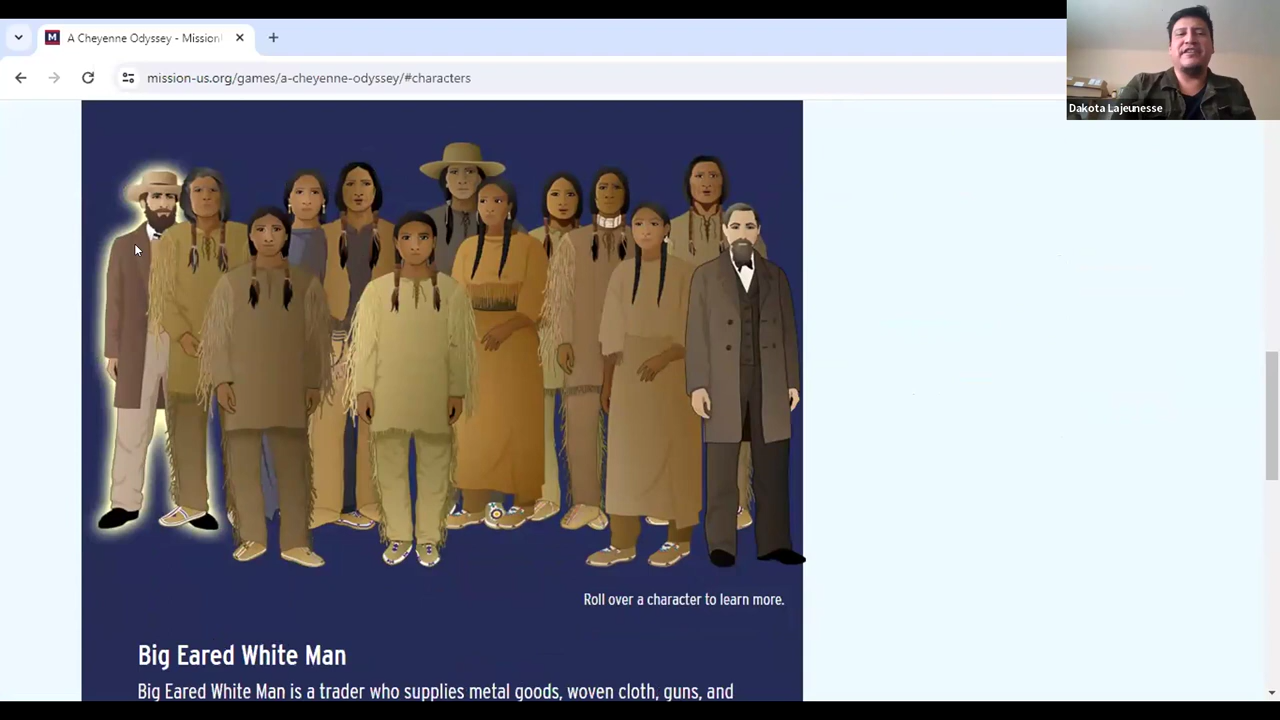 A Cheyenne Odyssey - Mission
mission-us.org/games/a-cheyenne-odyssey/#characters
Dakota Lajeunesse
Roll over a character to learn more.
Big Eared White Man
Big Eared White Man is a trader who supplies metal goods, woven cloth, guns, and